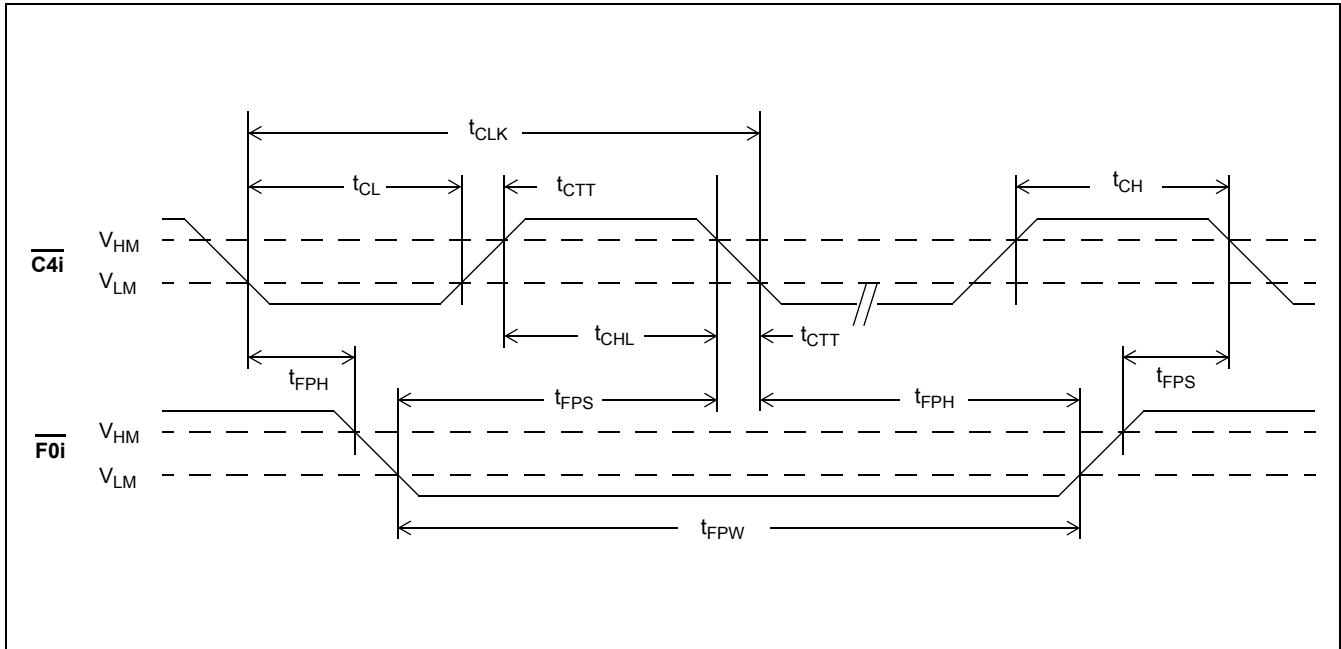 tCLK
tCL
tCTT
tCH
VHM
C4i
VLM
tCHL
tCTT
tFPH
tFPS
tFPS
tFPH
VHM
F0i
VLM
tFPW